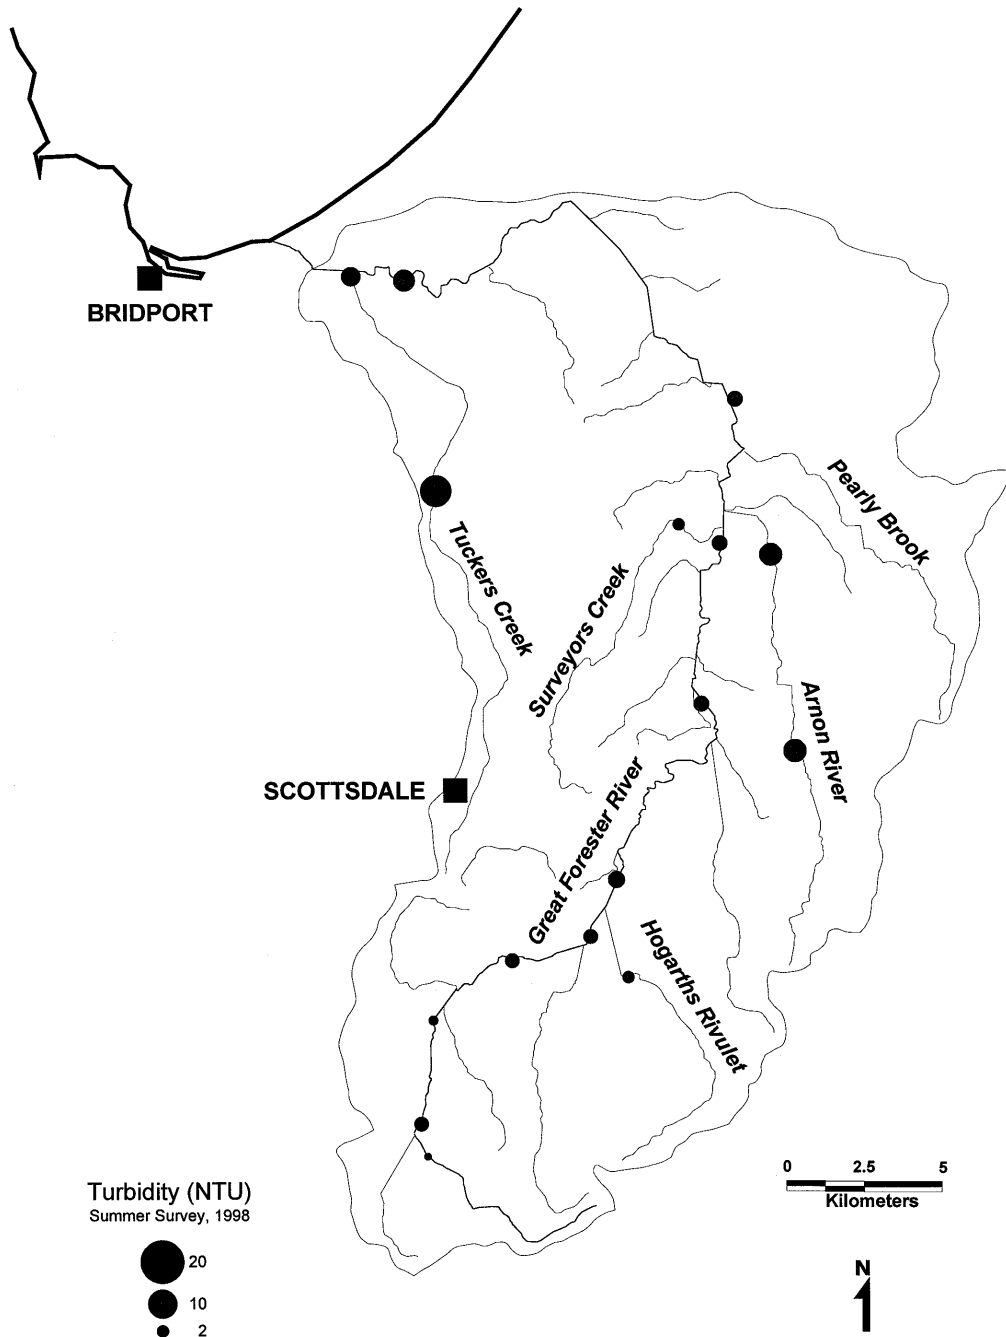 BRIDPORT
Pearly Brook
Tuckers Creek
Surveyors Creek
Arnon River
SCOTTSDALE
Great Forester River
Hogarths Rivulet
0 2.5 5
Kilometers
Turbidity (NTU)
Summer Survey, 1998
20
10
2
N